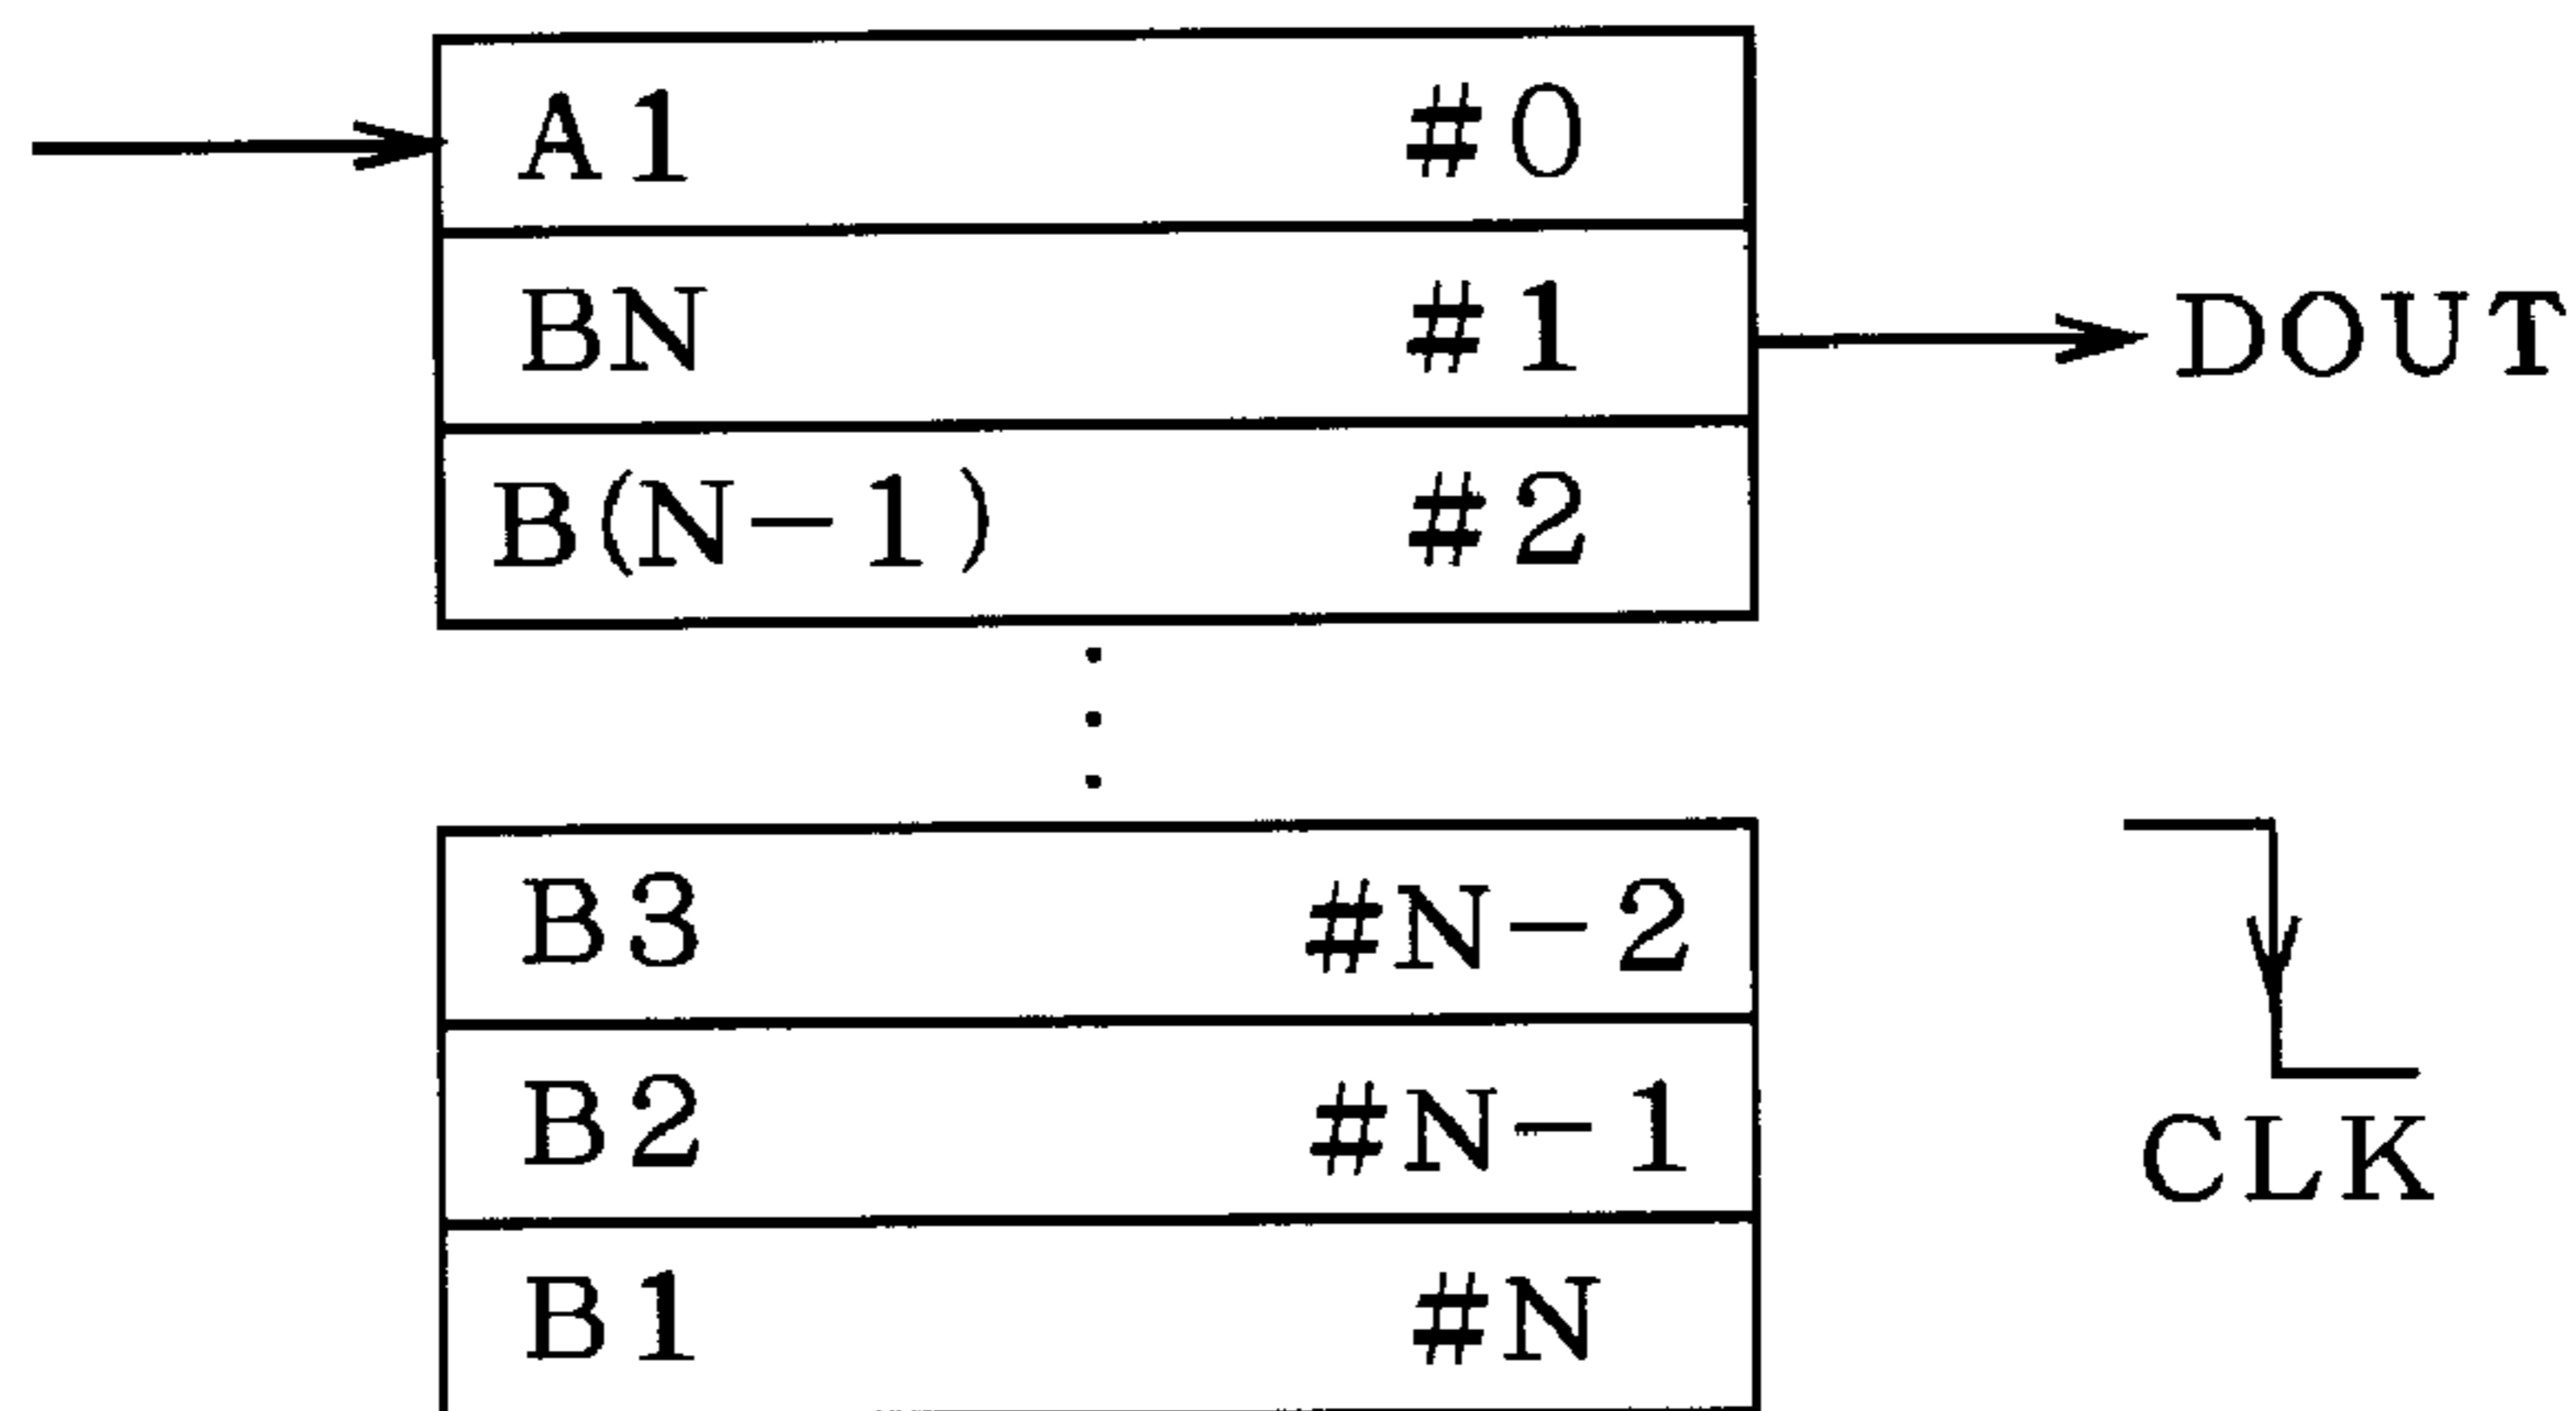 A1 #0
BN #1
DOUT
B(N-1) #2
B3 #N-2
B2 #N-1
CLK
B1 #N